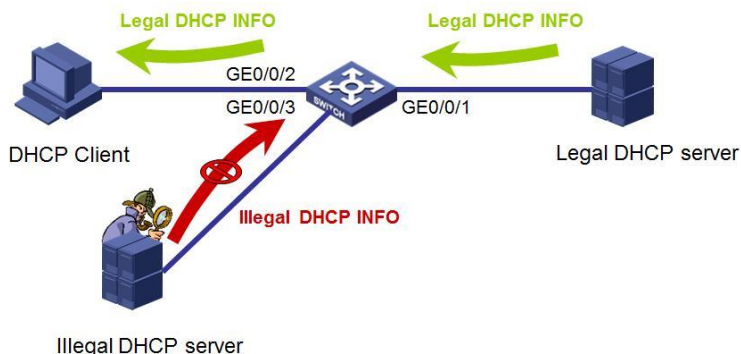 Legal DHCP INFO
Legal DHCP INFO
GE0/0/2
GE0/0/3
SWITCH
GE0/0/1
DHCP Client
Legal DHCP server
Illegal DHCP INFO
Illegal DHCP server